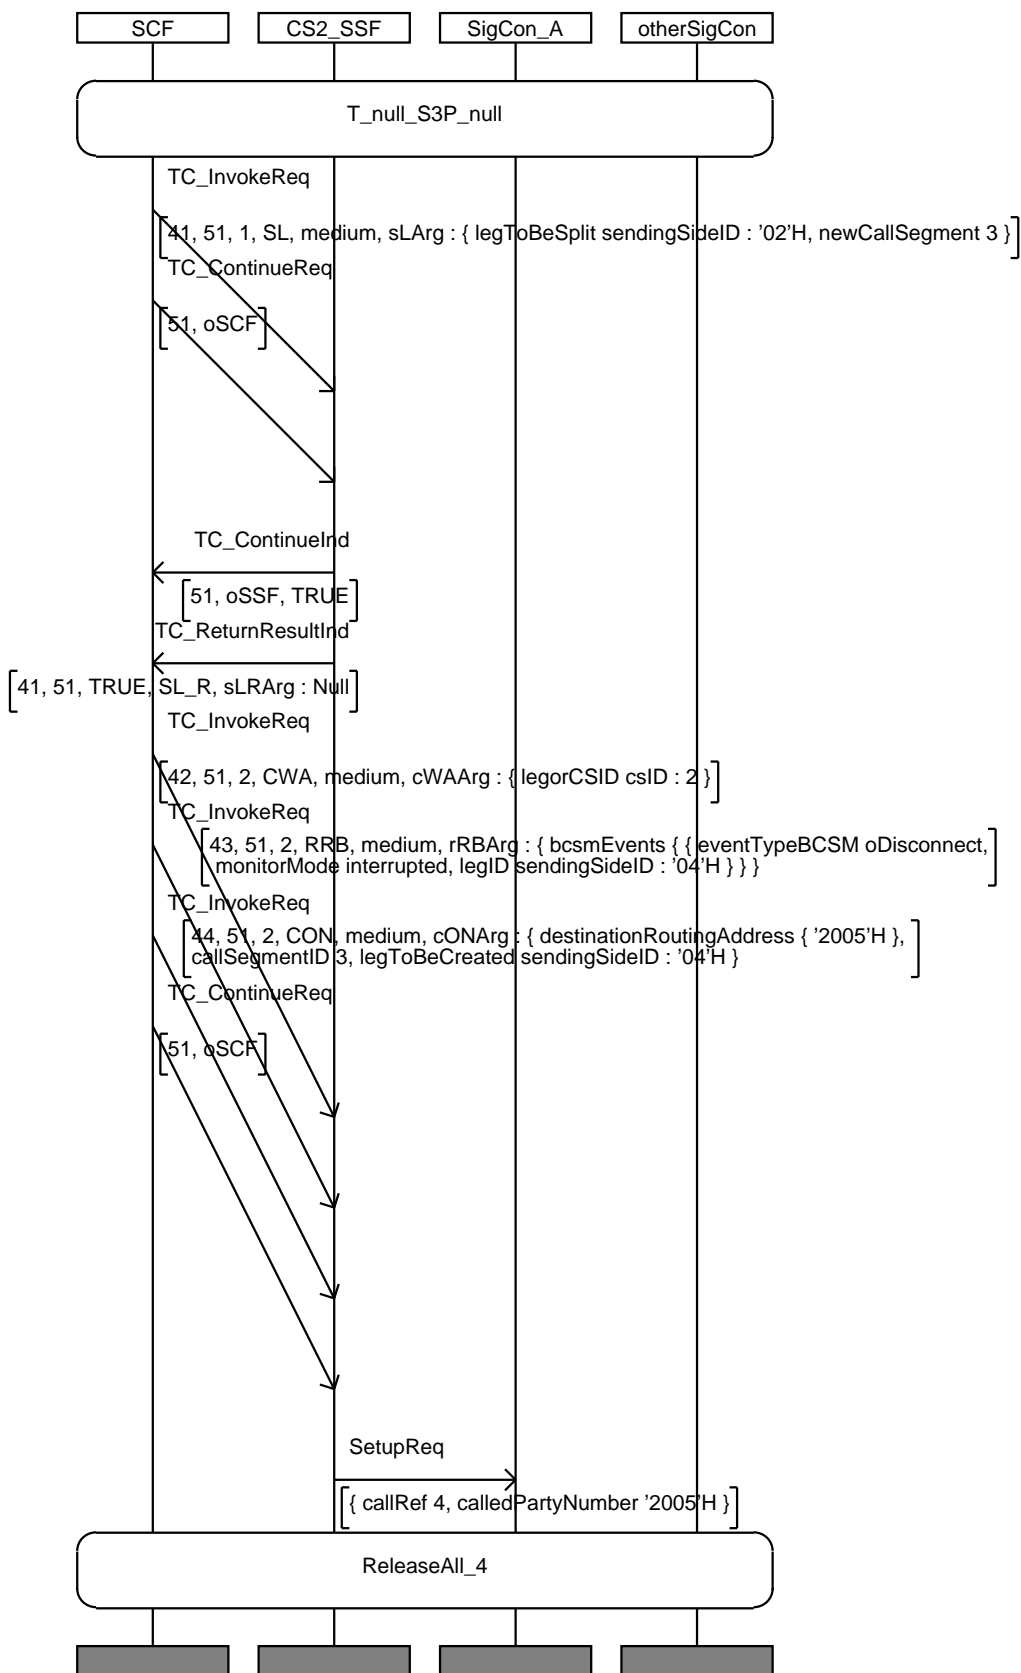 SCF
CS2_SSF
SigCon_A
otherSigCon
T_null_S3P_null
TC_InvokeReq
41, 51, 1, SL, medium, sLArg : { legToBeSplit sendingSideID : '02'H, newCallSegment 3 }
TC_ContinueReq
51, oSCF
TC_ContinueInd
51, oSSF, TRUE
TC_ReturnResultInd
41, 51, TRUE, SL_R, sLRArg : Null
TC_InvokeReq
42, 51, 2, CWA, medium, cWAArg : { legorCSID csID : 2 }
TC_InvokeReq
43, 51, 2, RRB, medium, rRBArg : { bcsmEvents { { eventTypeBCSM oDisconnect,
monitorMode interrupted, legID sendingSideID : '04'H } } }
TC_InvokeReq
44, 51, 2, CON, medium, cONArg : { destinationRoutingAddress { '2005'H },
callSegmentID 3, legToBeCreated sendingSideID : '04'H }
TC_ContinueReq
51, oSCF
SetupReq
{ callRef 4, calledPartyNumber '2005'H }
ReleaseAll_4